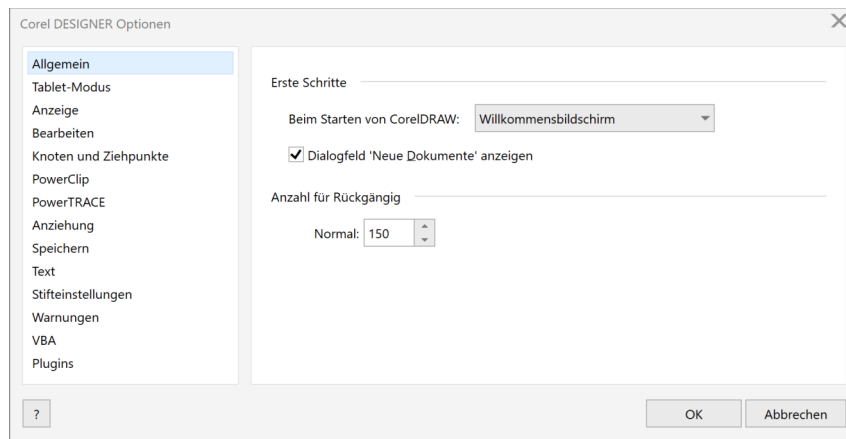 Corel DESIGNER Optionen
Allgemein
Tablet-Modus
Anzeige
Bearbeiten
Knoten und Ziehpunkte
PowerClip
PowerTRACE
Anziehung
Speichern
Text
Stifteinstellungen
Warnungen
VBA
Plugins
Erste Schritte
Beim Starten von CorelDRAW: Willkommensbildschirm
Dialogfeld 'Neue Dokumente' anzeigen
Anzahl für Rückgängig
Normal: 150
? OK Abbrechen